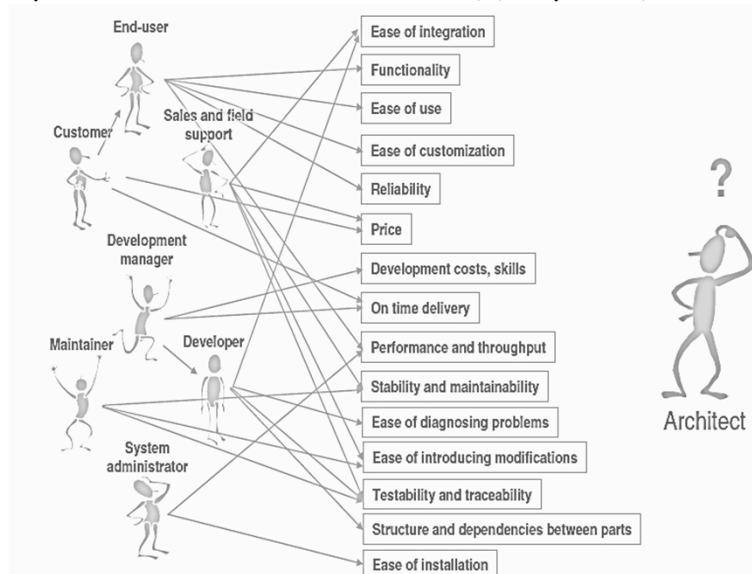 End-user
Customer
Sales and field
support
Development
manager
Maintainer
Developer
System
administrator
Ease of integration
Functionality
Ease of use
Ease of customization
Reliability
Price
Development costs, skills
On time delivery
Performance and throughput
Stability and maintainability
Ease of diagnosing problems
Ease of introducing modifications
Testability and traceability
Structure and dependencies between parts
Ease of installation
?
Architect